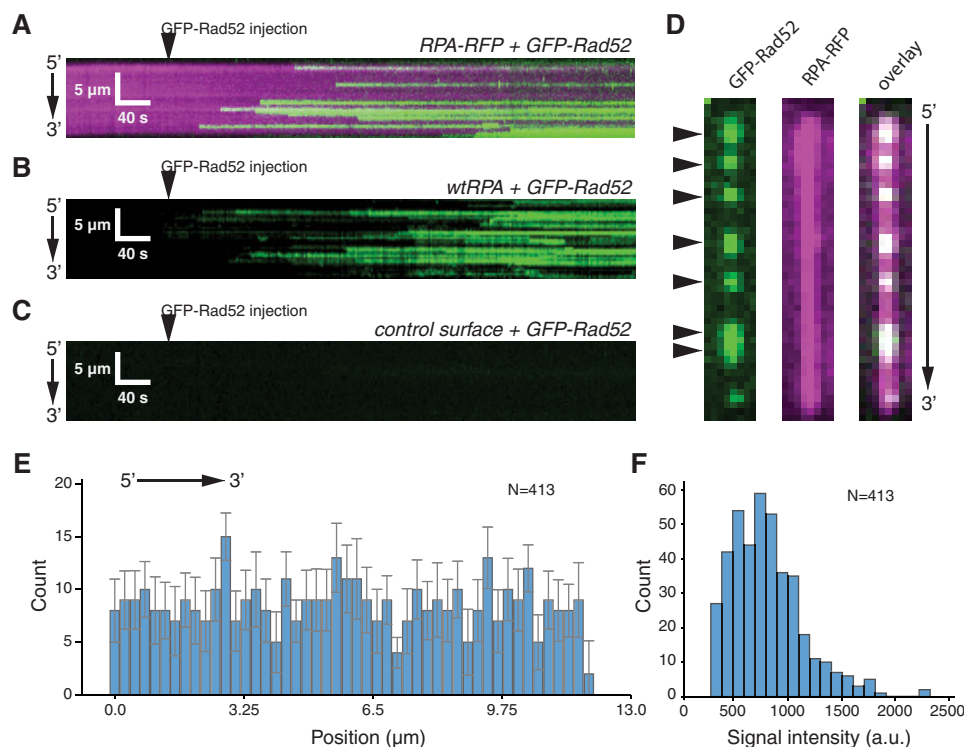 A
GFP-Rad52 injection
RPA-RFP + GFP-Rad52
5’
3’
5 µm
40 s
B
GFP-Rad52 injection
wtRPA + GFP-Rad52
5’
3’
5 µm
40 s
C
GFP-Rad52 injection
control surface + GFP-Rad52
5’
3’
5 µm
40 s
D
GFP-Rad52
RPA-RFP
overlay
5’
3’
E
5’ 3’
N=413
20
15
10
5
0
Count
0.0 3.25 6.5 9.75 13.0
Position (µm)
F
N=413
60
50
40
30
20
10
0
Count
0 500 1000 1500 2000 2500
Signal intensity (a.u.)